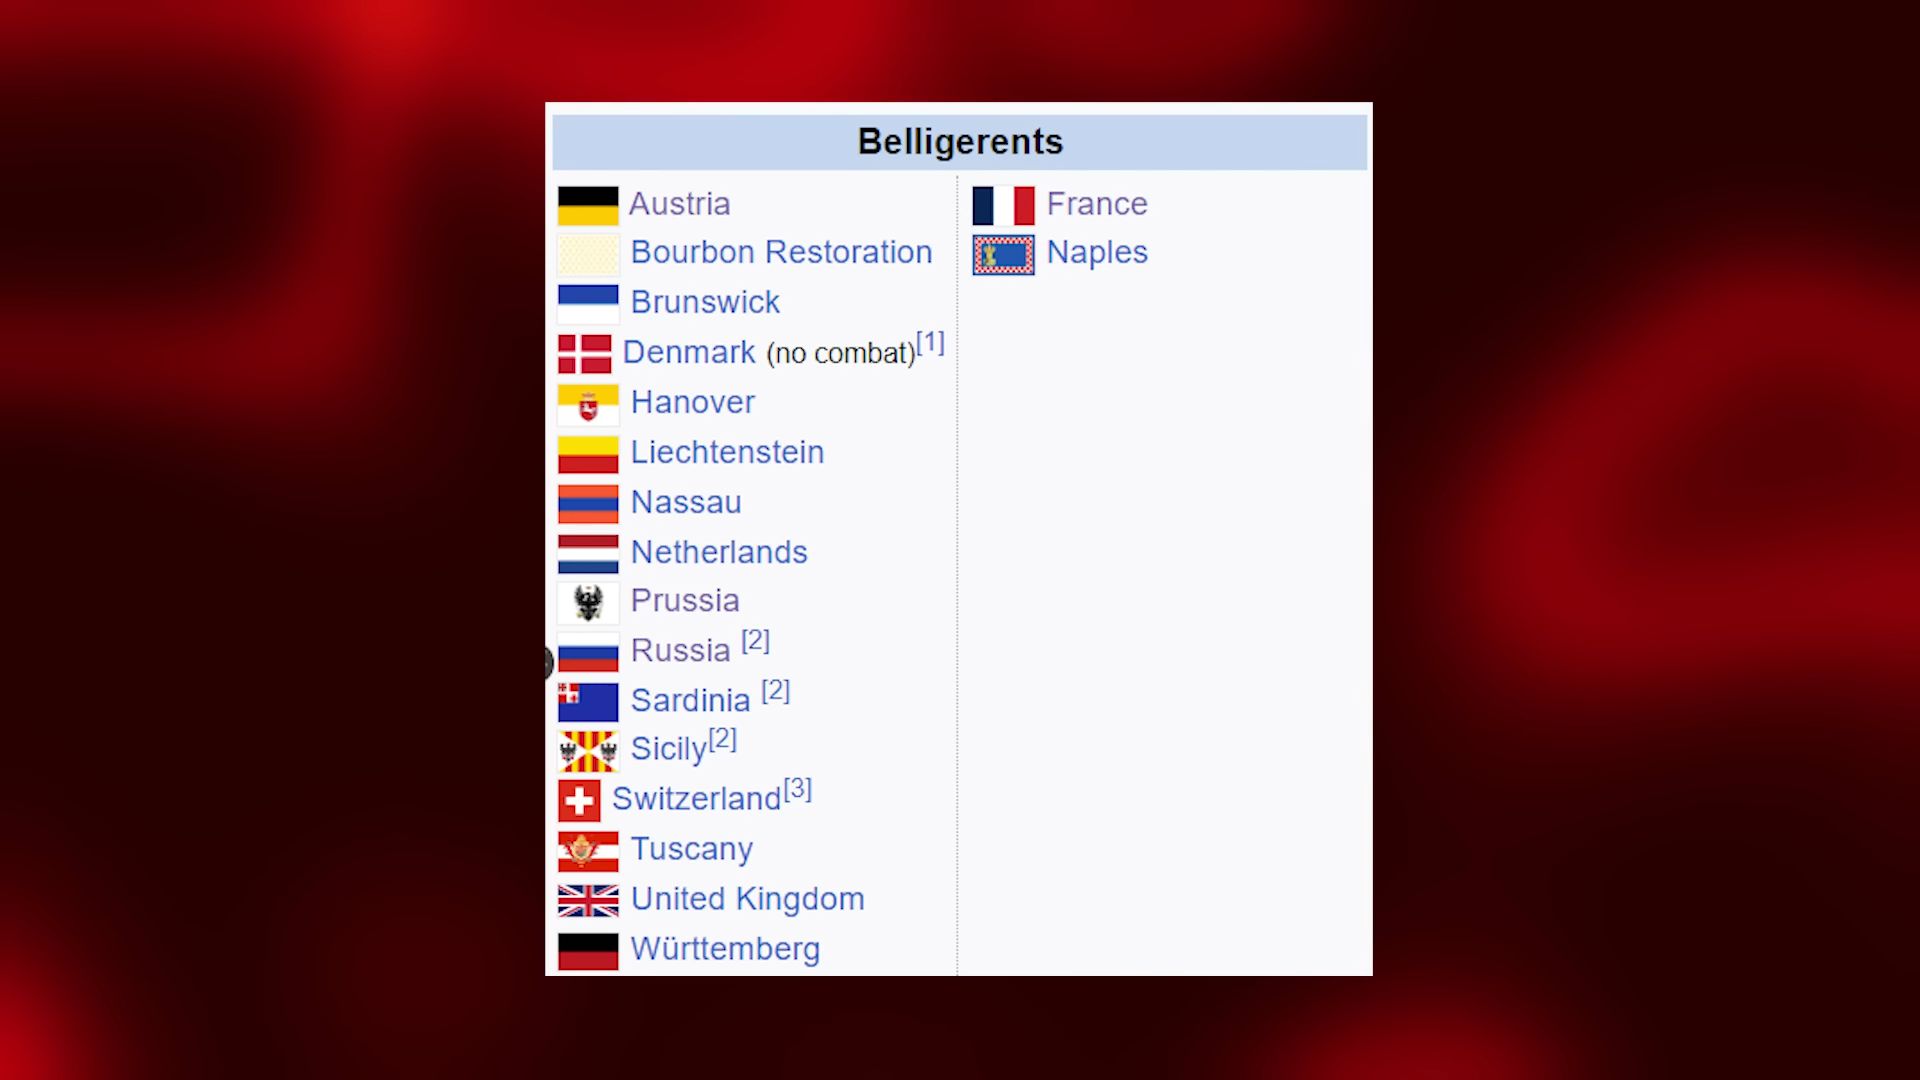 Belligerents
Austria
Bourbon Restoration
Brunswick
Denmark (no combat)[1]
Hanover
Liechtenstein
Nassau
Netherlands
Prussia
Russia [2]
Sardinia [2]
Sicily[2]
Switzerland[3]
Tuscany
United Kingdom
Württemberg
France
Naples